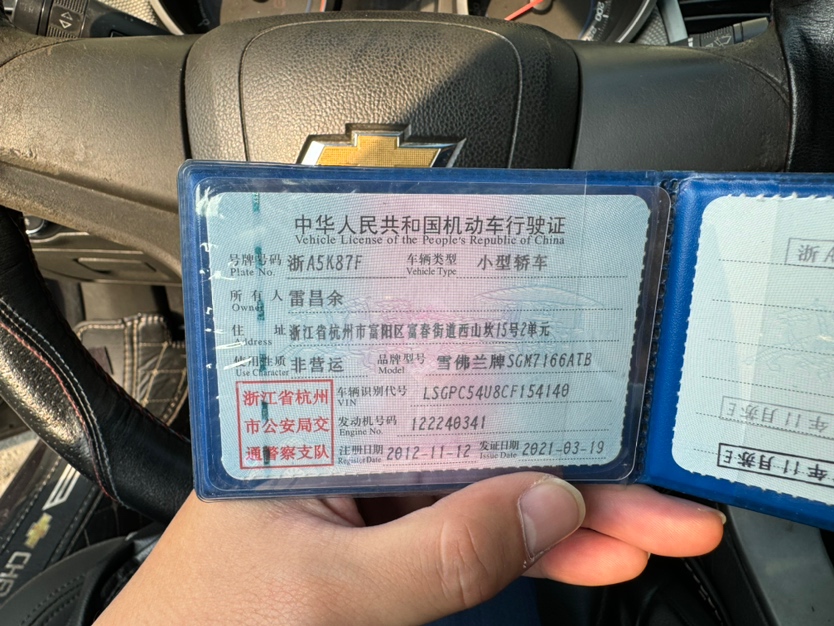 中华人民共和国机动车行驶证
Vehicle License of the People's Republic of China
号牌号码 浙A5K87F 车辆类型 小型轿车
Plate No. Vehicle Type
所有人 雷昌余
Owner
住址 浙江省杭州市富阳区富春街道西山坎15号2单元
Address
使用性质 非营运 品牌型号 雪佛兰牌SGM7166ATB
Use Character Model
浙江省杭州
市公安局交
通警察支队
车辆识别代号 LSGPC54U8CF154140
VIN
发动机号码 122240341
Engine No.
注册日期 2012-11-12 发证日期 2021-03-19
Register Date Issue Date
浙A